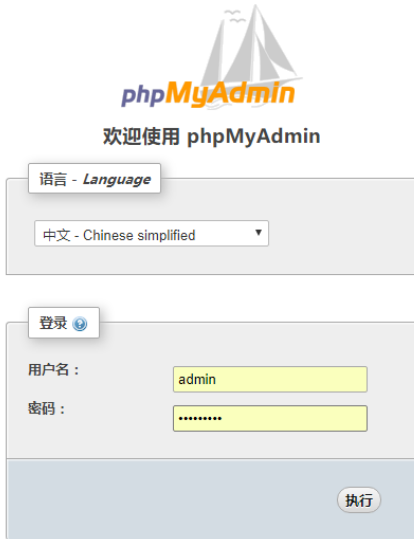 phpMyAdmin
欢迎使用 phpMyAdmin
语言 - Language
中文 - Chinese simplified
登录
用户名：
admin
密码：
•••••••••
执行